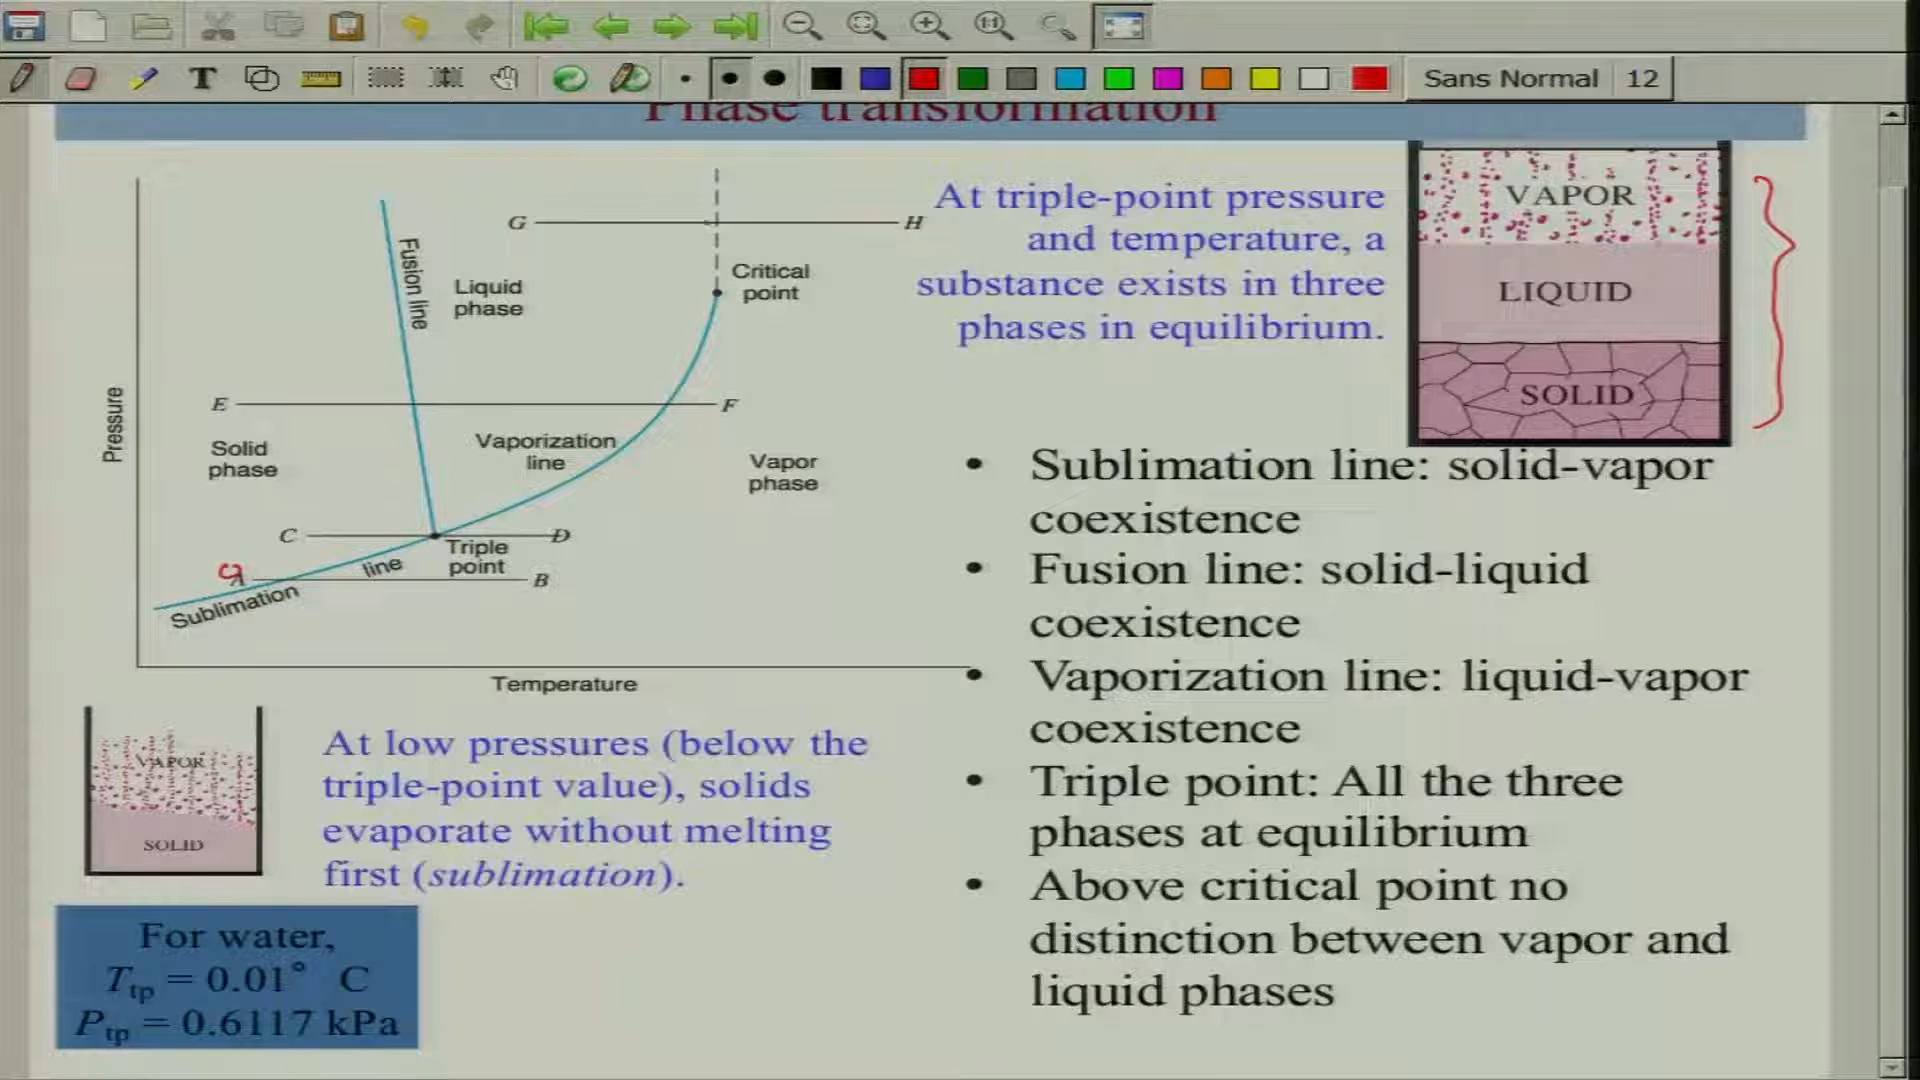 Sans Normal 12
Phase transformation
At triple-point pressure
and temperature, a
substance exists in three
phases in equilibrium.
VAPOR
LIQUID
SOLID
G
H
Fusion line
Liquid
phase
Critical
point
Pressure
E
F
Solid
phase
Vaporization
line
Vapor
phase
C
D
Triple
point
A
B
Sublimation line
Temperature
• Sublimation line: solid-vapor
coexistence
• Fusion line: solid-liquid
coexistence
• Vaporization line: liquid-vapor
coexistence
• Triple point: All the three
phases at equilibrium
• Above critical point no
distinction between vapor and
liquid phases
VAPOR
SOLID
At low pressures (below the
triple-point value), solids
evaporate without melting
first (sublimation).
For water,
Ttp = 0.01° C
Ptp = 0.6117 kPa